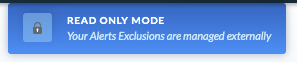 READ ONLY MODE
Your Alerts Exclusions are managed externally